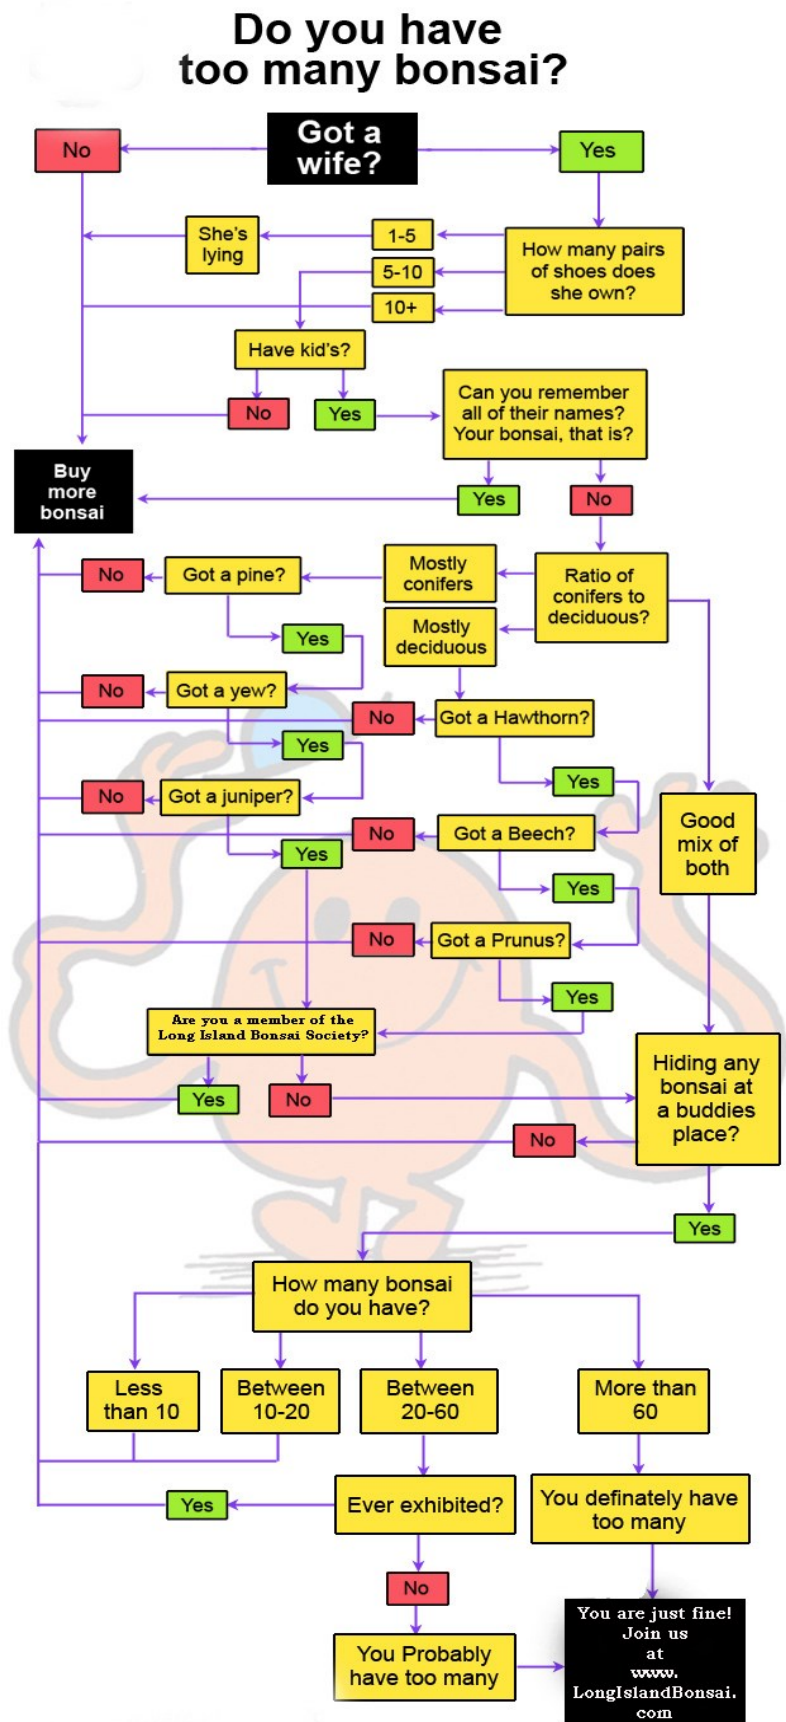 Do you have
too many bonsai?
Got a
wife?
No
Yes
How many pairs
of shoes does
she own?
1-5
5-10
10+
She's
lying
Have kid's?
No
Yes
Can you remember
all of their names?
Your bonsai, that is?
Buy
more
bonsai
Yes
No
Ratio of
conifers to
deciduous?
Mostly
conifers
Mostly
deciduous
Got a pine?
No
Yes
Got a yew?
No
Yes
Got a Hawthorn?
No
Yes
Got a juniper?
No
Yes
Got a Beech?
No
Yes
Good
mix of
both
Got a Prunus?
No
Yes
Are you a member of the
Long Island Bonsai Society?
Yes
No
Hiding any
bonsai at
a buddies
place?
No
Yes
How many bonsai
do you have?
Less
than 10
Between
10-20
Between
20-60
More than
60
Ever exhibited?
Yes
No
You definately have
too many
You Probably
have too many
You are just fine!
Join us
at
www.
LongIslandBonsai.
com